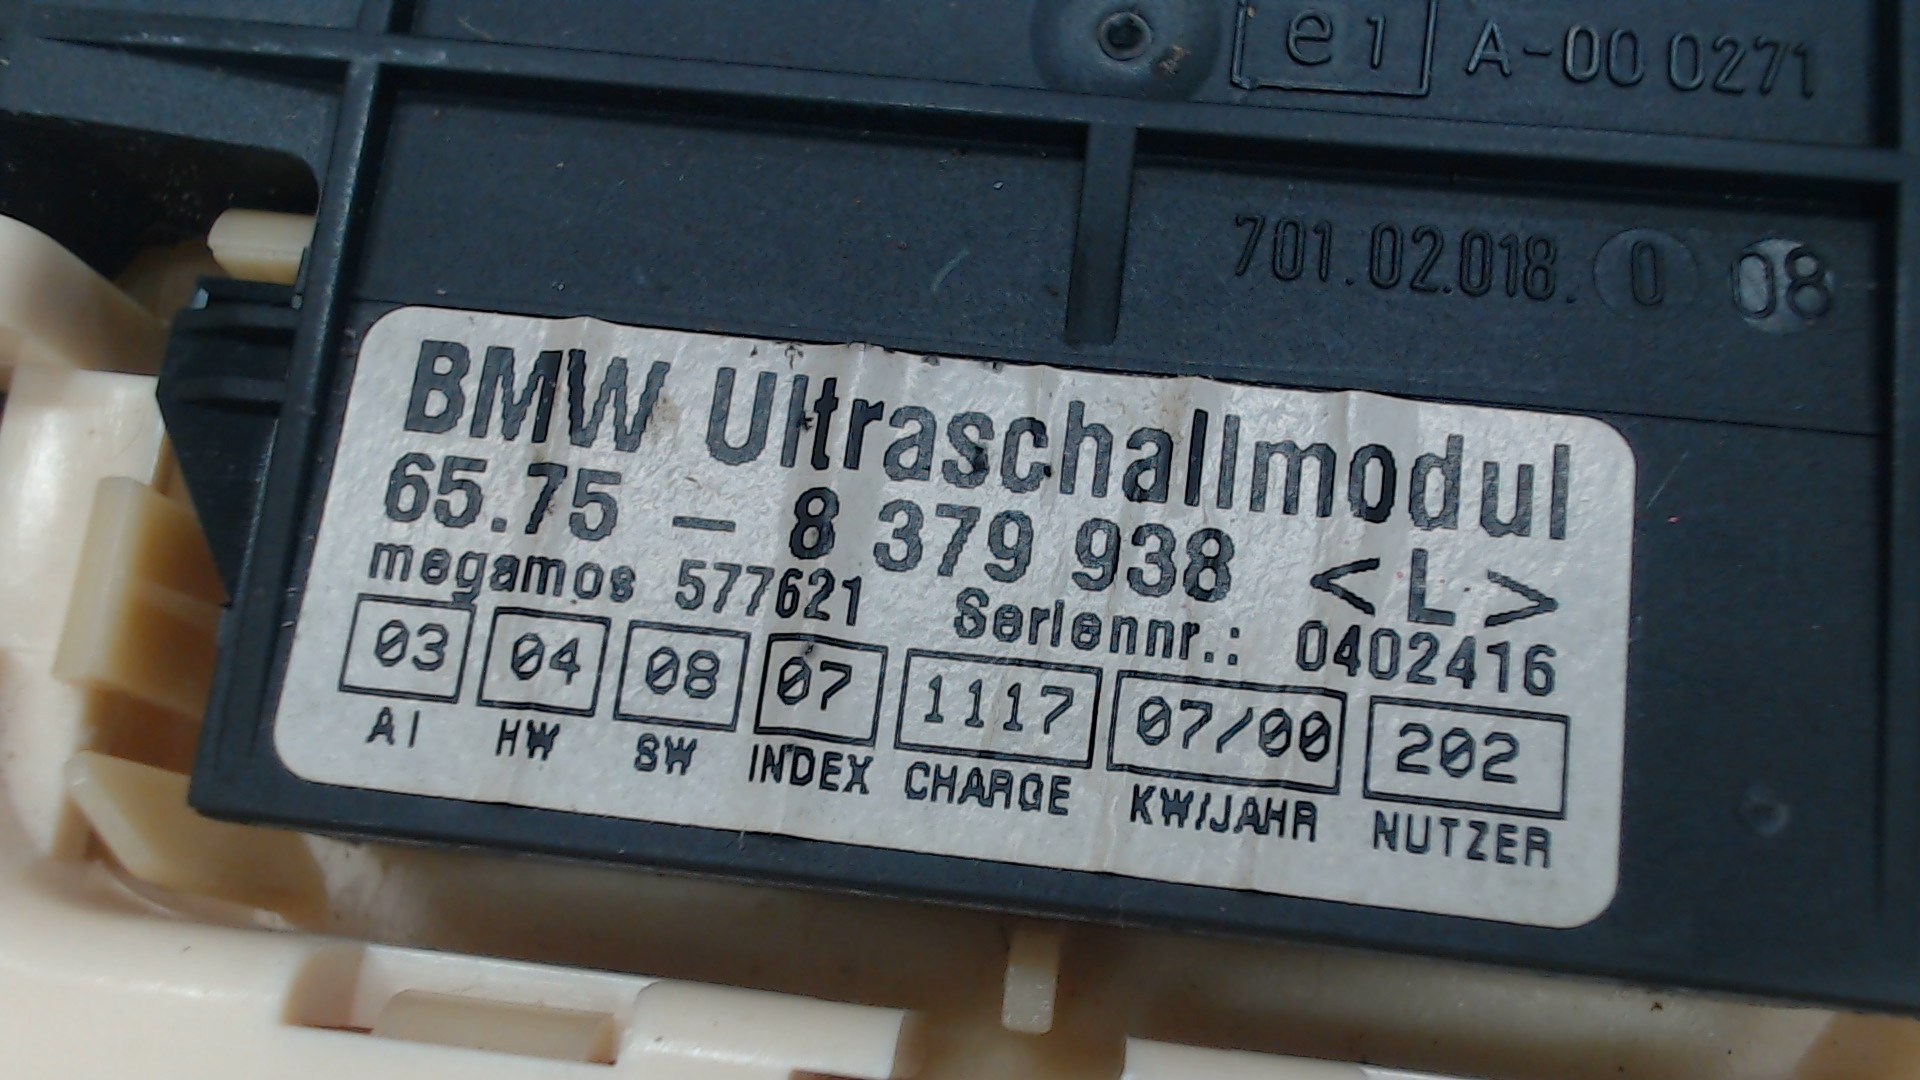 e1 A-00 0271
701.02.018. 0 08
BMW Ultraschallmodul
65.75 - 8 379 938 <L>
megamos 577621 Seriennr.: 0402416
03 04 08 07 1117 07/00 202
AI HW SW INDEX CHARGE KW/JAHR NUTZER